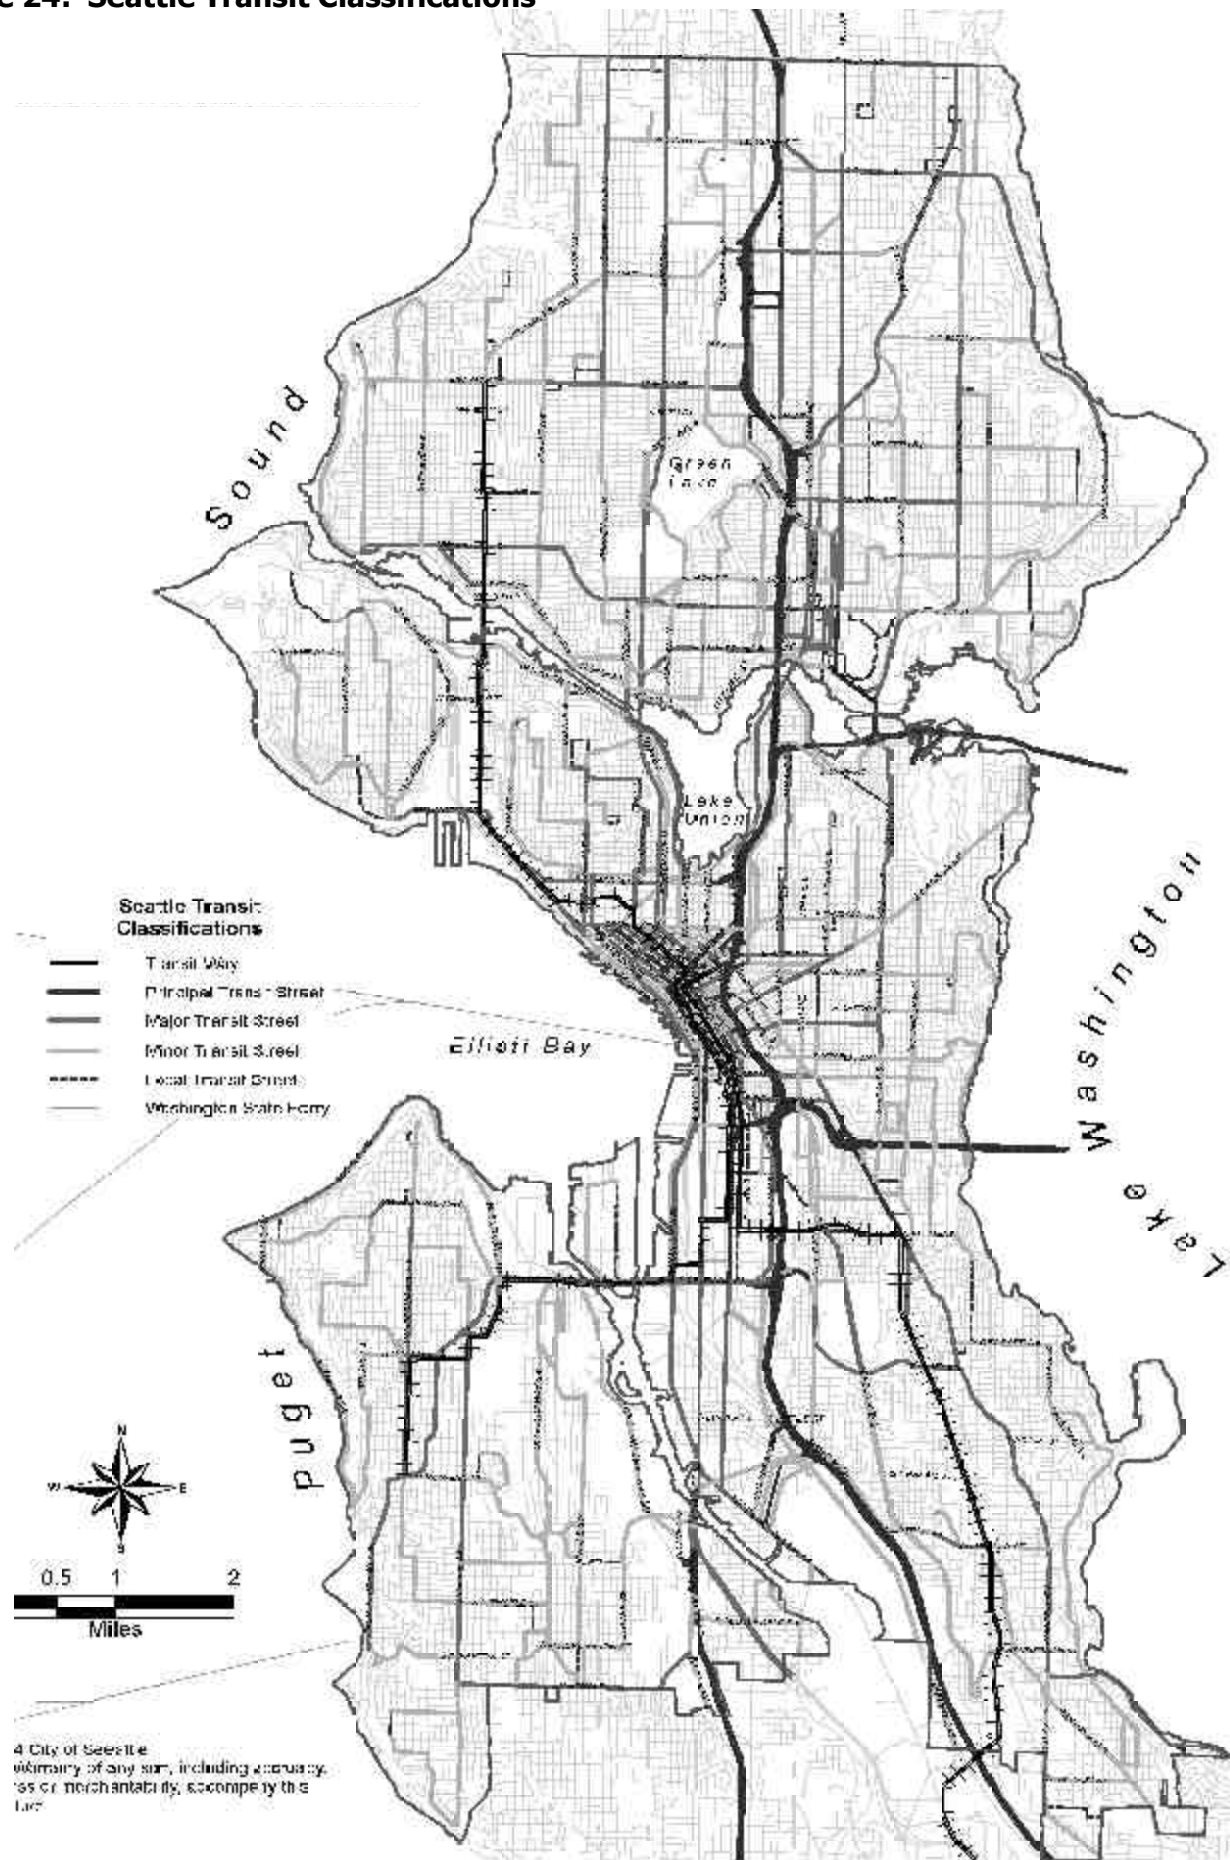 e 24: Seattle Transit Classifications
Sound
Green
Lake
Lake
Union
Seattle Transit
Classifications
Transit Way
Principal Transit Street
Major Transit Street
Minor Transit Street
Local Transit Street
Washington State Ferry
Elliott Bay
Lake Washington
Puget
N
W E
S
0.5 1 2
Miles
4 City of Seattle
Warranty of any sort, including accuracy,
ss or merchantability, accompany this